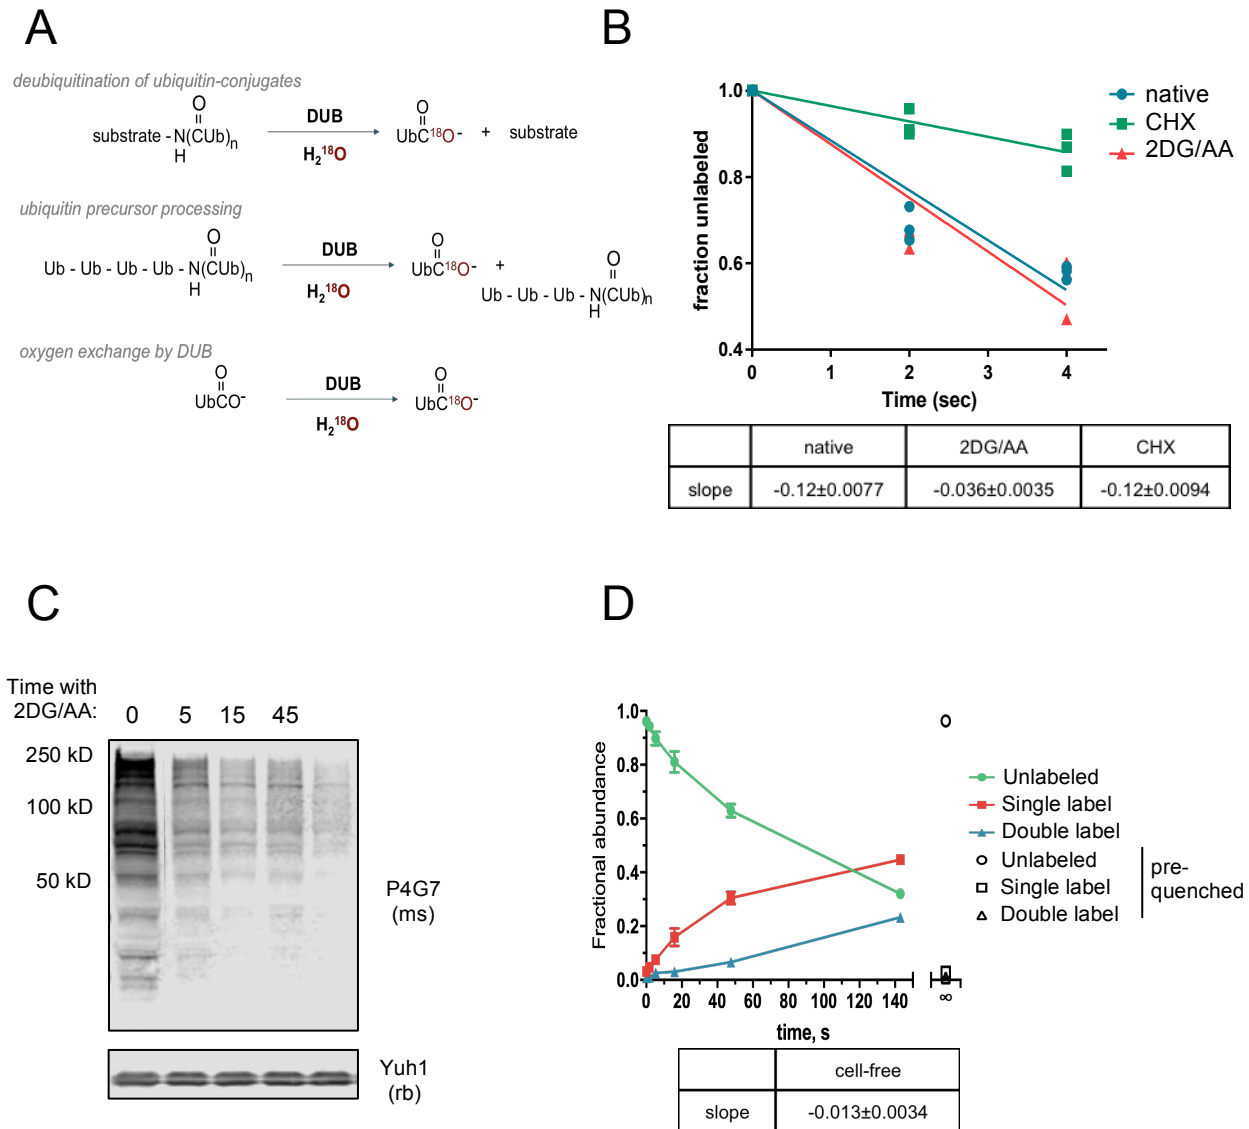 A
deubiquitination of ubiquitin-conjugates
O
substrate - N(CUb)n
H
DUB
H2 18O
O
UbC18O- + substrate
ubiquitin precursor processing
O
Ub - Ub - Ub - Ub - N(CUb)n
H
DUB
H2 18O
O
UbC18O- +
O
Ub - Ub - Ub - N(CUb)n
H
oxygen exchange by DUB
O
UbCO-
DUB
H2 18O
O
UbC18O-
B
fraction unlabeled
1.0
0.8
0.6
0.4
0 1 2 3 4
Time (sec)
native
CHX
2DG/AA
native 2DG/AA CHX
slope -0.12±0.0077 -0.036±0.0035 -0.12±0.0094
C
Time with
2DG/AA: 0 5 15 45
250 kD
100 kD
50 kD
P4G7
(ms)
Yuh1
(rb)
D
Fractional abundance
1.0
0.8
0.6
0.4
0.2
0.0
0 20 40 60 80 100 120 140 ∞
time, s
Unlabeled
Single label
Double label
Unlabeled
Single label
Double label
pre-
quenched
cell-free
slope -0.013±0.0034